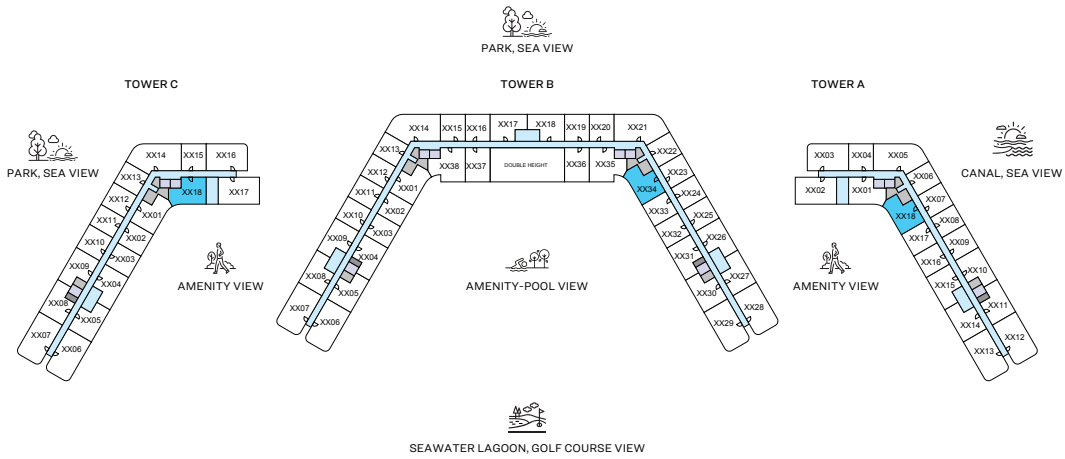 PARK, SEA VIEW
TOWER C
TOWER B
TOWER A
PARK, SEA VIEW
CANAL, SEA VIEW
XX14
XX15
XX16
XX13
XX12
XX11
XX10
XX09
XX08
XX07
XX18
XX17
XX01
XX02
XX03
XX04
XX05
XX06
XX14
XX15
XX16
XX17
XX18
XX19
XX20
XX21
XX13
XX12
XX11
XX10
XX09
XX08
XX07
XX38
XX37
DOUBLE HEIGHT
XX36
XX35
XX01
XX02
XX03
XX04
XX05
XX06
XX22
XX23
XX24
XX25
XX26
XX27
XX28
XX34
XX33
XX32
XX31
XX30
XX29
XX03
XX04
XX05
XX02
XX01
XX06
XX07
XX08
XX09
XX10
XX11
XX12
XX18
XX17
XX16
XX15
XX14
XX13
AMENITY VIEW
AMENITY-POOL VIEW
AMENITY VIEW
SEAWATER LAGOON, GOLF COURSE VIEW